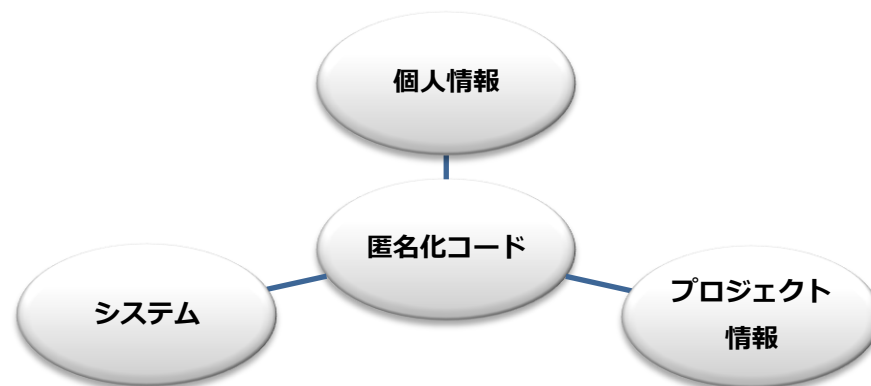 個人情報
匿名化コード
システム
プロジェクト
情報